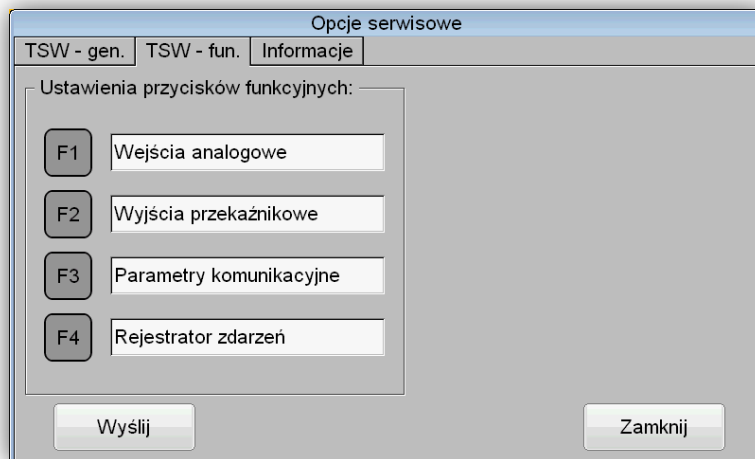 Opcje serwisowe
TSW - gen. TSW - fun. Informacje
Ustawienia przycisków funkcyjnych:
F1 Wejścia analogowe
F2 Wyjścia przekaźnikowe
F3 Parametry komunikacyjne
F4 Rejestrator zdarzeń
Wyślij Zamknij